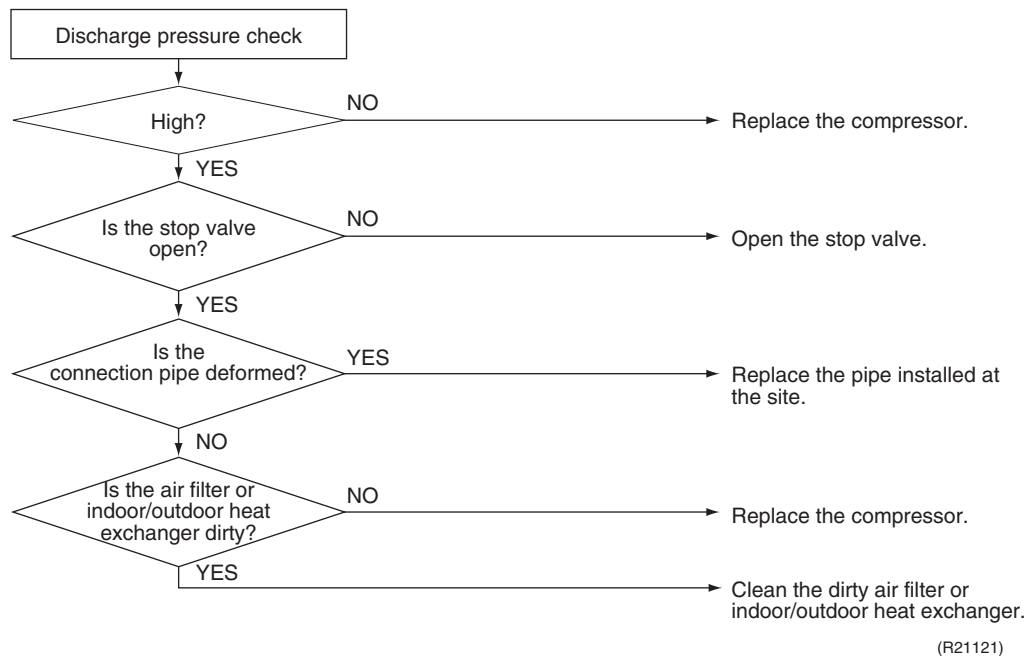 Discharge pressure check
High?
NO
Replace the compressor.
YES
Is the stop valve
open?
NO
Open the stop valve.
YES
Is the
connection pipe deformed?
YES
Replace the pipe installed at
the site.
NO
Is the air filter or
indoor/outdoor heat
exchanger dirty?
NO
Replace the compressor.
YES
Clean the dirty air filter or
indoor/outdoor heat exchanger.
(R21121)